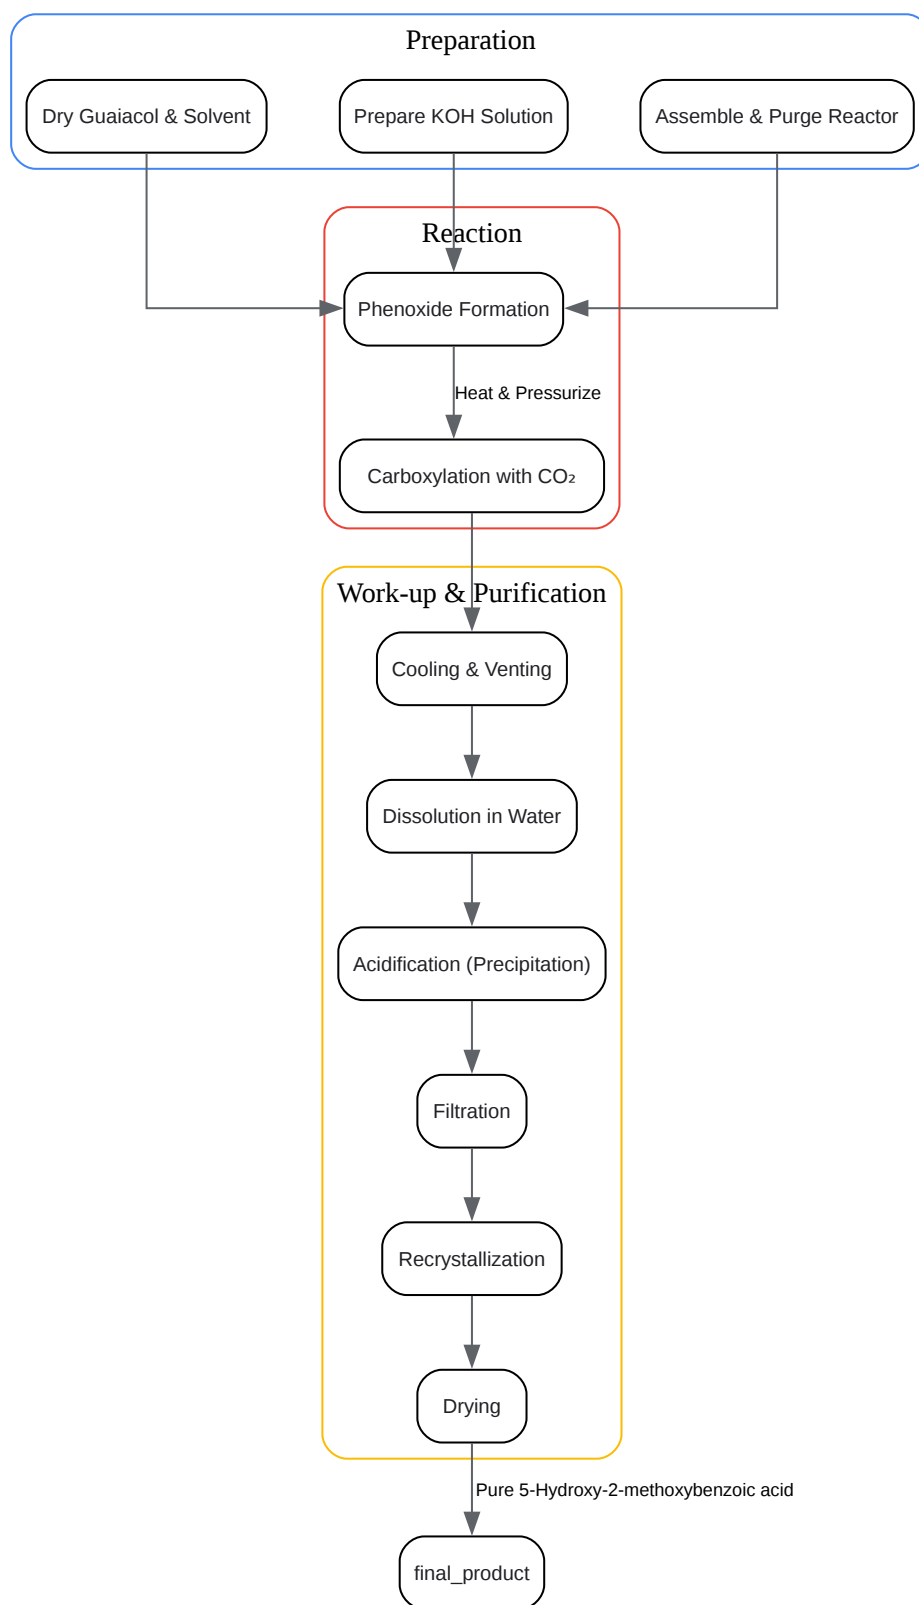 Preparation
Dry Guaiacol & Solvent
Prepare KOH Solution
Assemble & Purge Reactor
Reaction
Phenoxide Formation
Heat & Pressurize
Carboxylation with CO₂
Work-up & Purification
Cooling & Venting
Dissolution in Water
Acidification (Precipitation)
Filtration
Recrystallization
Drying
Pure 5-Hydroxy-2-methoxybenzoic acid
final_product